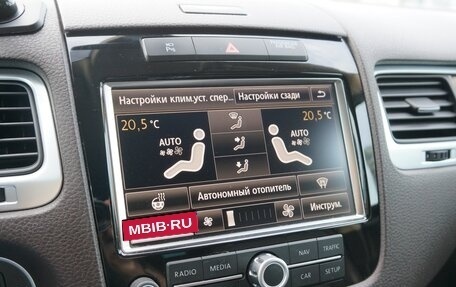 Настройки клим.уст. спер...
Настройки сзади
20,5 °C
20,5 °C
AUTO
AUTO
Автономный отопитель
MBIB·RU
Инструм.
RADIO
MEDIA
NAV
TRAFFIC
CAR
SETUP